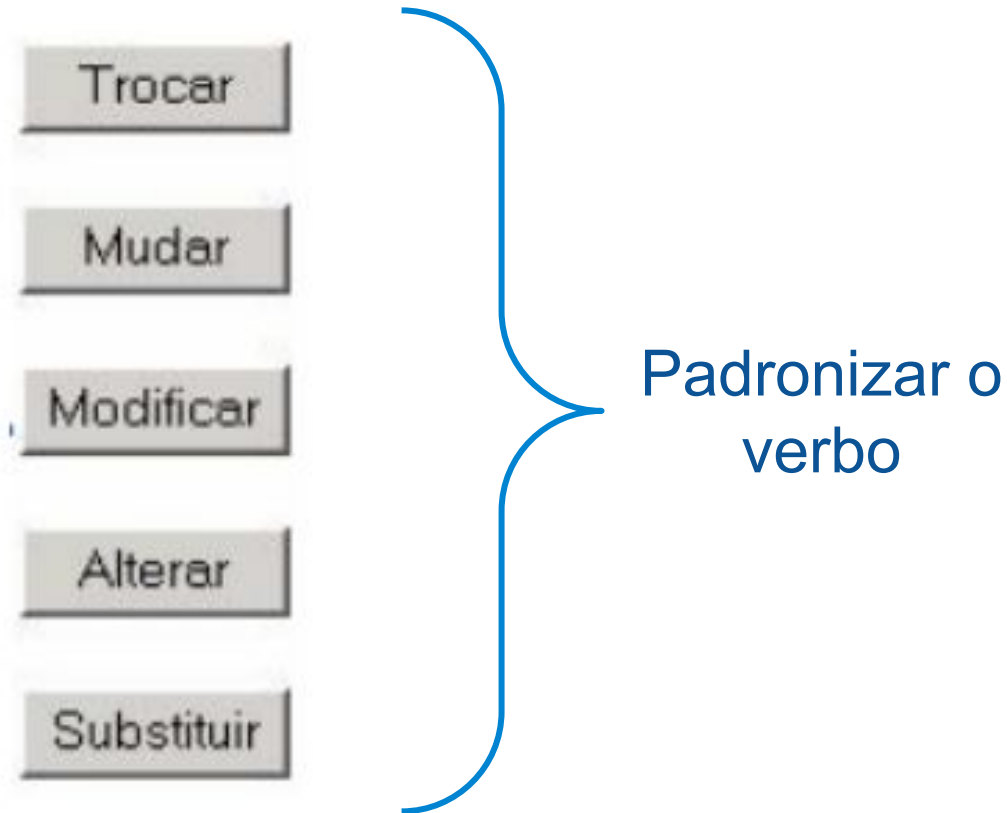 Trocar
Mudar
Modificar
Alterar
Substituir
Padronizar o
verbo